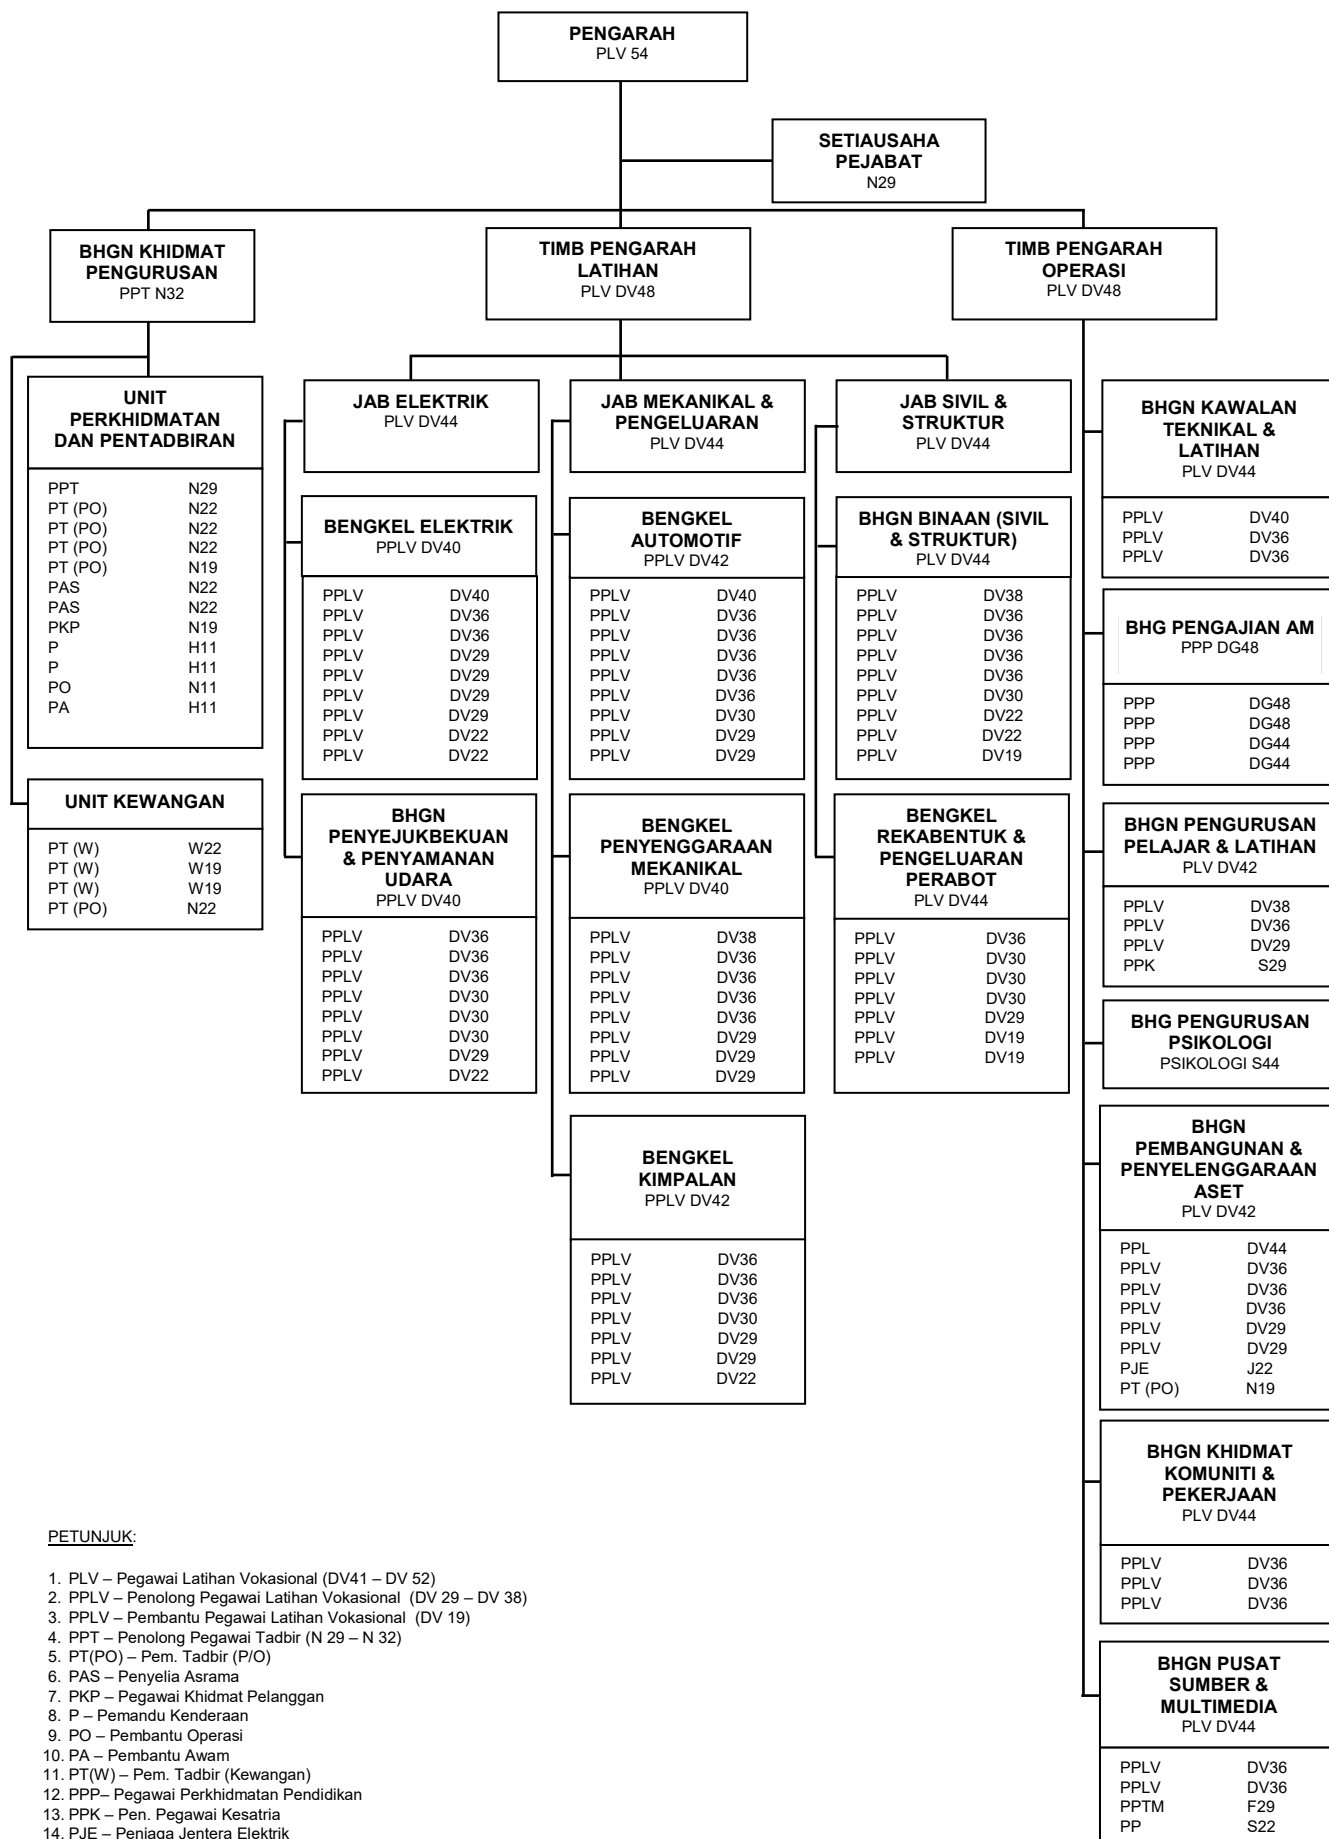 PENGARAH
PLV 54
SETIAUSAHA
PEJABAT
N29
BHGN KHIDMAT
PENGURUSAN
PPT N32
TIMB PENGARAH
LATIHAN
PLV DV48
TIMB PENGARAH
OPERASI
PLV DV48
UNIT
PERKHIDMATAN
DAN PENTADBIRAN
PPT N29
PT (PO) N22
PT (PO) N22
PT (PO) N22
PT (PO) N19
PAS N22
PAS N22
PKP N19
P H11
P H11
PO N11
PA H11
UNIT KEWANGAN
PT (W) W22
PT (W) W19
PT (W) W19
PT (PO) N22
JAB ELEKTRIK
PLV DV44
BENGKEL ELEKTRIK
PPLV DV40
PPLV DV40
PPLV DV36
PPLV DV36
PPLV DV29
PPLV DV29
PPLV DV29
PPLV DV29
PPLV DV22
PPLV DV22
BHGN
PENYEJUKBEKUAN
& PENYAMANAN
UDARA
PPLV DV40
PPLV DV36
PPLV DV36
PPLV DV36
PPLV DV30
PPLV DV30
PPLV DV30
PPLV DV29
PPLV DV22
JAB MEKANIKAL &
PENGELUARAN
PLV DV44
BENGKEL
AUTOMOTIF
PPLV DV42
PPLV DV40
PPLV DV36
PPLV DV36
PPLV DV36
PPLV DV36
PPLV DV36
PPLV DV30
PPLV DV29
PPLV DV29
BENGKEL
PENYENGGARAAN
MEKANIKAL
PPLV DV40
PPLV DV38
PPLV DV36
PPLV DV36
PPLV DV36
PPLV DV36
PPLV DV29
PPLV DV29
PPLV DV29
BENGKEL
KIMPALAN
PPLV DV42
PPLV DV36
PPLV DV36
PPLV DV36
PPLV DV30
PPLV DV29
PPLV DV29
PPLV DV22
JAB SIVIL &
STRUKTUR
PLV DV44
BHGN BINAAN (SIVIL
& STRUKTUR)
PLV DV44
PPLV DV38
PPLV DV36
PPLV DV36
PPLV DV36
PPLV DV36
PPLV DV30
PPLV DV22
PPLV DV22
PPLV DV19
BENGKEL
REKABENTUK &
PENGELUARAN
PERABOT
PLV DV44
PPLV DV36
PPLV DV30
PPLV DV30
PPLV DV30
PPLV DV29
PPLV DV19
PPLV DV19
BHGN KAWALAN
TEKNIKAL &
LATIHAN
PLV DV44
PPLV DV40
PPLV DV36
PPLV DV36
BHG PENGAJIAN AM
PPP DG48
PPP DG48
PPP DG48
PPP DG44
PPP DG44
BHGN PENGURUSAN
PELAJAR & LATIHAN
PLV DV42
PPLV DV38
PPLV DV36
PPLV DV29
PPK S29
BHG PENGURUSAN
PSIKOLOGI
PSIKOLOGI S44
BHGN
PEMBANGUNAN &
PENYELENGGARAAN
ASET
PLV DV42
PPL DV44
PPLV DV36
PPLV DV36
PPLV DV36
PPLV DV29
PPLV DV29
PJE J22
PT (PO) N19
BHGN KHIDMAT
KOMUNITI &
PEKERJAAN
PLV DV44
PPLV DV36
PPLV DV36
PPLV DV36
BHGN PUSAT
SUMBER &
MULTIMEDIA
PLV DV44
PPLV DV36
PPLV DV36
PPTM F29
PP S22
PETUNJUK:
1. PLV – Pegawai Latihan Vokasional (DV41 – DV 52)
2. PPLV – Penolong Pegawai Latihan Vokasional (DV 29 – DV 38)
3. PPLV – Pembantu Pegawai Latihan Vokasional (DV 19)
4. PPT – Penolong Pegawai Tadbir (N 29 – N 32)
5. PT(PO) – Pem. Tadbir (P/O)
6. PAS – Penyelia Asrama
7. PKP – Pegawai Khidmat Pelanggan
8. P – Pemandu Kenderaan
9. PO – Pembantu Operasi
10. PA – Pembantu Awam
11. PT(W) – Pem. Tadbir (Kewangan)
12. PPP– Pegawai Perkhidmatan Pendidikan
13. PPK – Pen. Pegawai Kesatria
14. PJE – Penjaga Jentera Elektrik